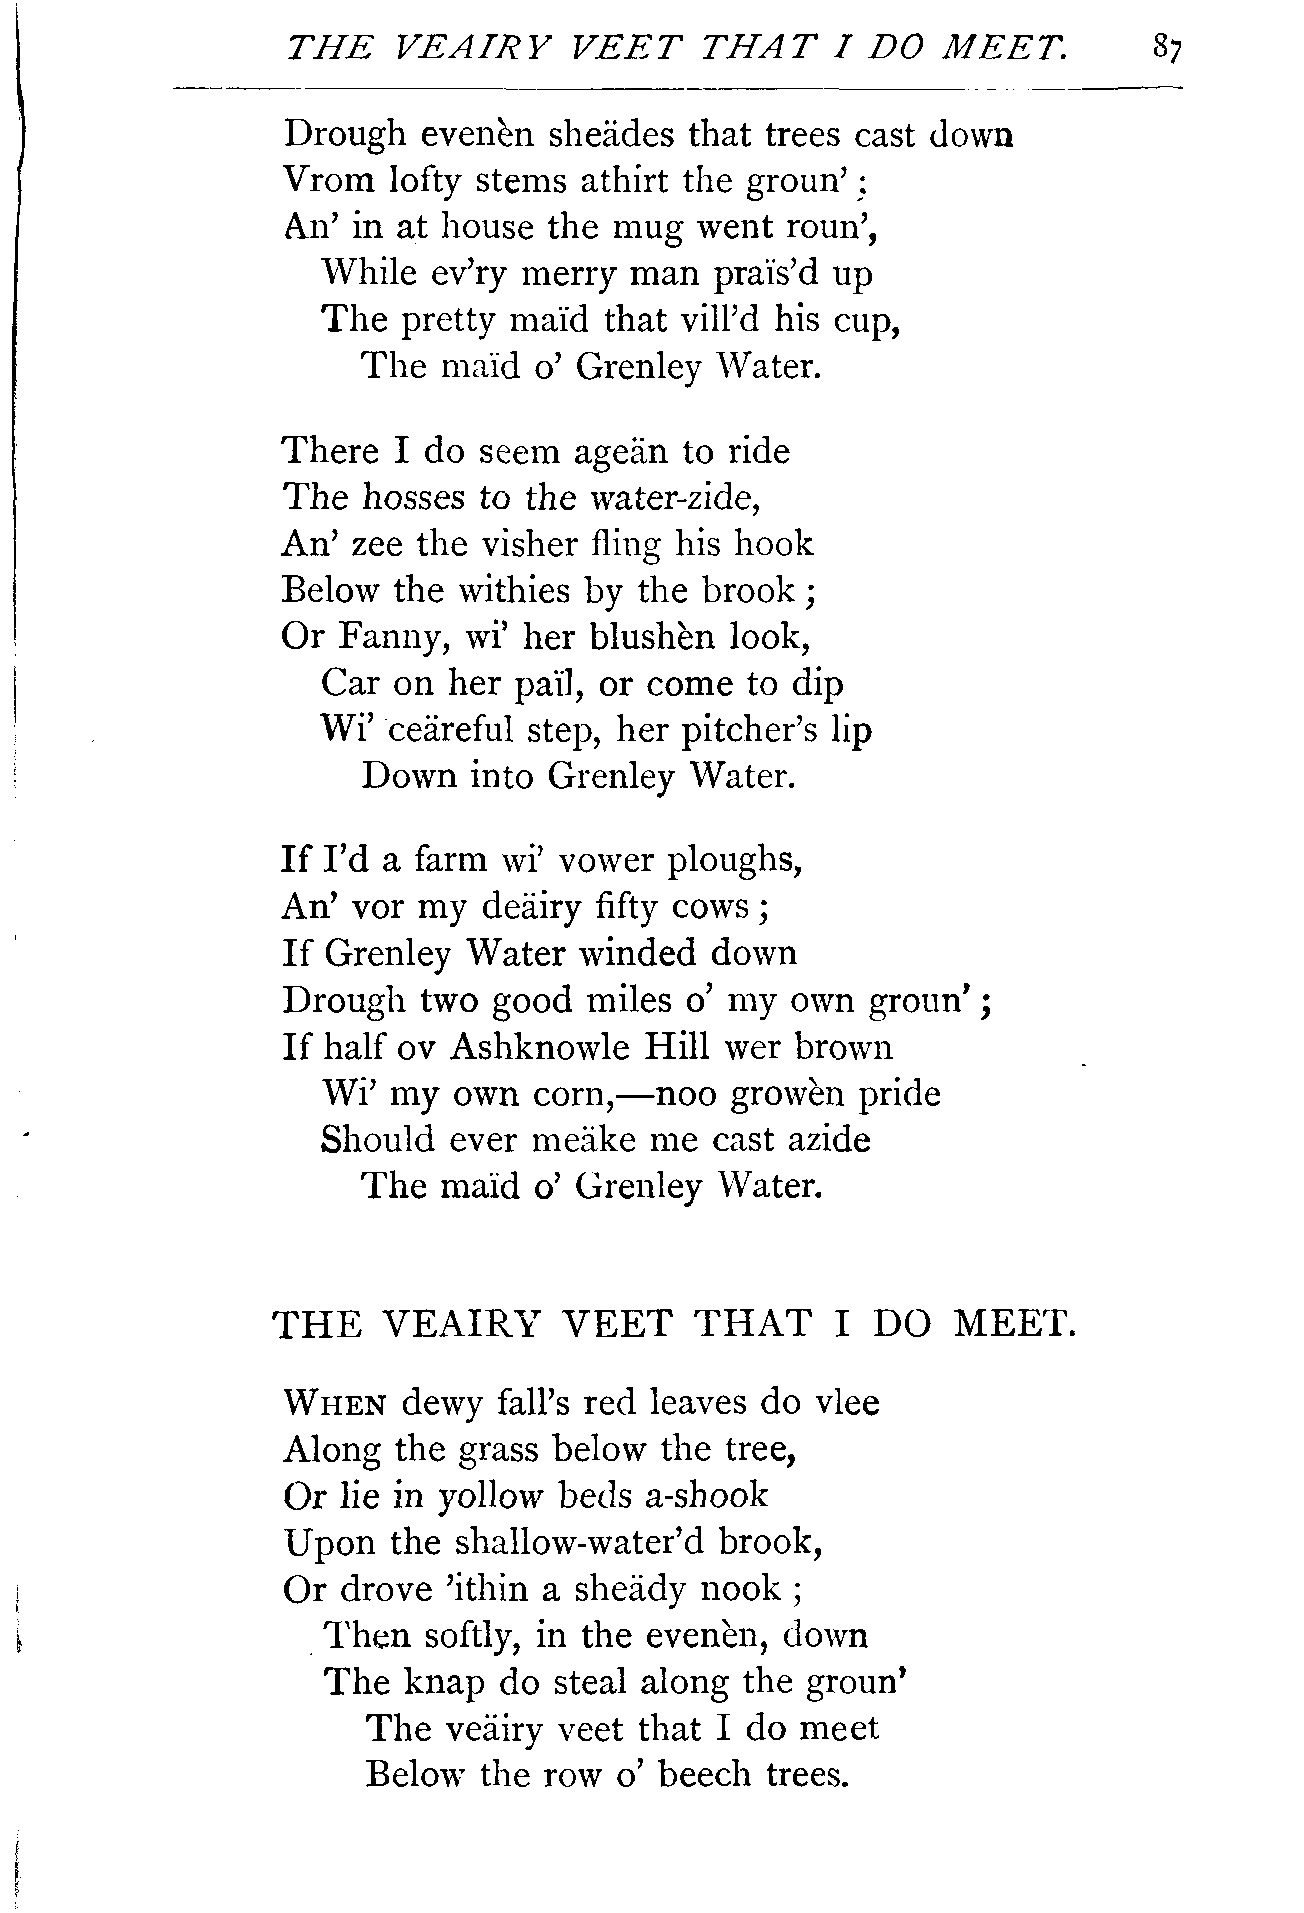 THE VEAIRY VEET THAT I DO MEET. 87
Drough evenèn sheädes that trees cast down
Vrom lofty stems athirt the groun' ;
An' in at house the mug went roun',
While ev'ry merry man praïs'd up
The pretty maïd that vill'd his cup,
The maïd o' Grenley Water.
There I do seem ageän to ride
The hosses to the water-zide,
An' zee the visher fling his hook
Below the withies by the brook ;
Or Fanny, wi' her blushèn look,
Car on her païl, or come to dip
Wi' ceäreful step, her pitcher's lip
Down into Grenley Water.
If I'd a farm wi' vower ploughs,
An' vor my deäiry fifty cows ;
If Grenley Water winded down
Drough two good miles o' my own groun' ;
If half ov Ashknowle Hill wer brown
Wi' my own corn,—noo growèn pride
Should ever meäke me cast azide
The maïd o' Grenley Water.
THE VEAIRY VEET THAT I DO MEET.
WHEN dewy fall's red leaves do vlee
Along the grass below the tree,
Or lie in yollow beds a-shook
Upon the shallow-water'd brook,
Or drove 'ithin a sheädy nook ;
Then softly, in the evenèn, down
The knap do steal along the groun'
The veäiry veet that I do meet
Below the row o' beech trees.